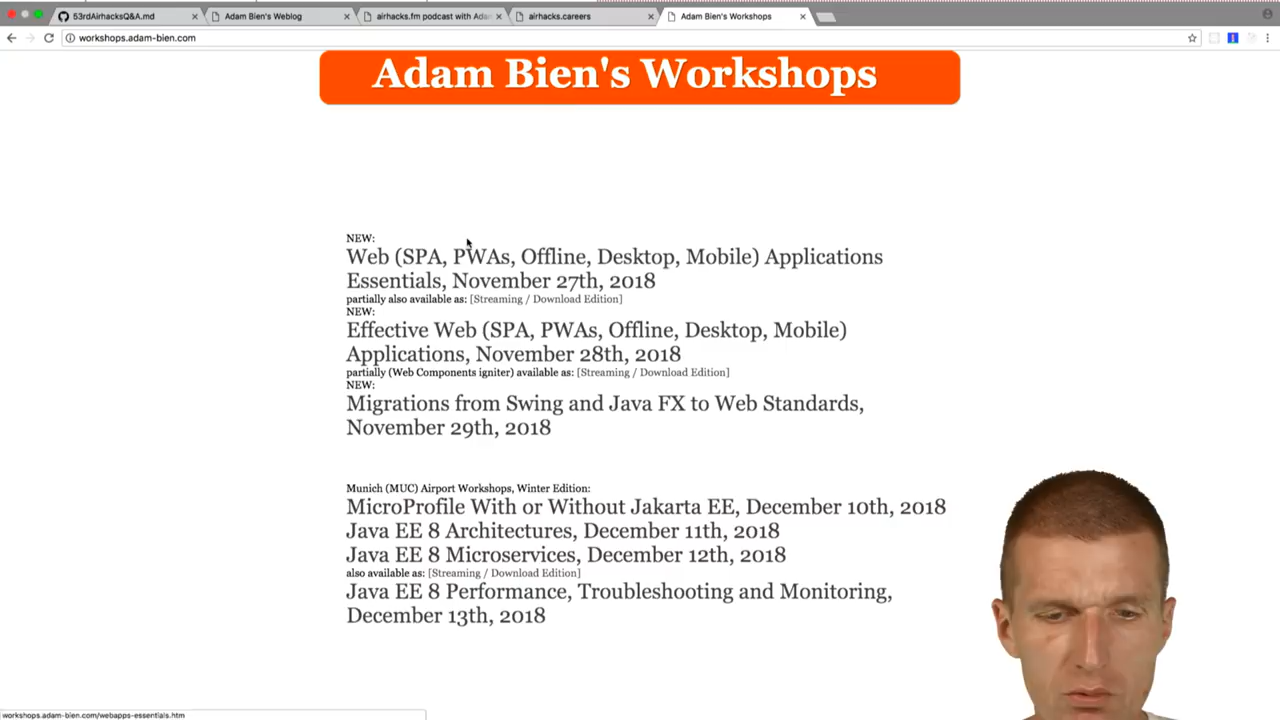 53rdAirhacksQ&A.md
Adam Bien's Weblog
airhacks.fm podcast with Adam
airhacks.careers
Adam Bien's Workshops
workshops.adam-bien.com
Adam Bien's Workshops
NEW:
Web (SPA, PWAs, Offline, Desktop, Mobile) Applications
Essentials, November 27th, 2018
partially also available as: [Streaming / Download Edition]
NEW:
Effective Web (SPA, PWAs, Offline, Desktop, Mobile)
Applications, November 28th, 2018
partially (Web Components igniter) available as: [Streaming / Download Edition]
NEW:
Migrations from Swing and Java FX to Web Standards,
November 29th, 2018
Munich (MUC) Airport Workshops, Winter Edition:
MicroProfile With or Without Jakarta EE, December 10th, 2018
Java EE 8 Architectures, December 11th, 2018
Java EE 8 Microservices, December 12th, 2018
also available as: [Streaming / Download Edition]
Java EE 8 Performance, Troubleshooting and Monitoring,
December 13th, 2018
workshops.adam-bien.com/webapps-essentials.htm